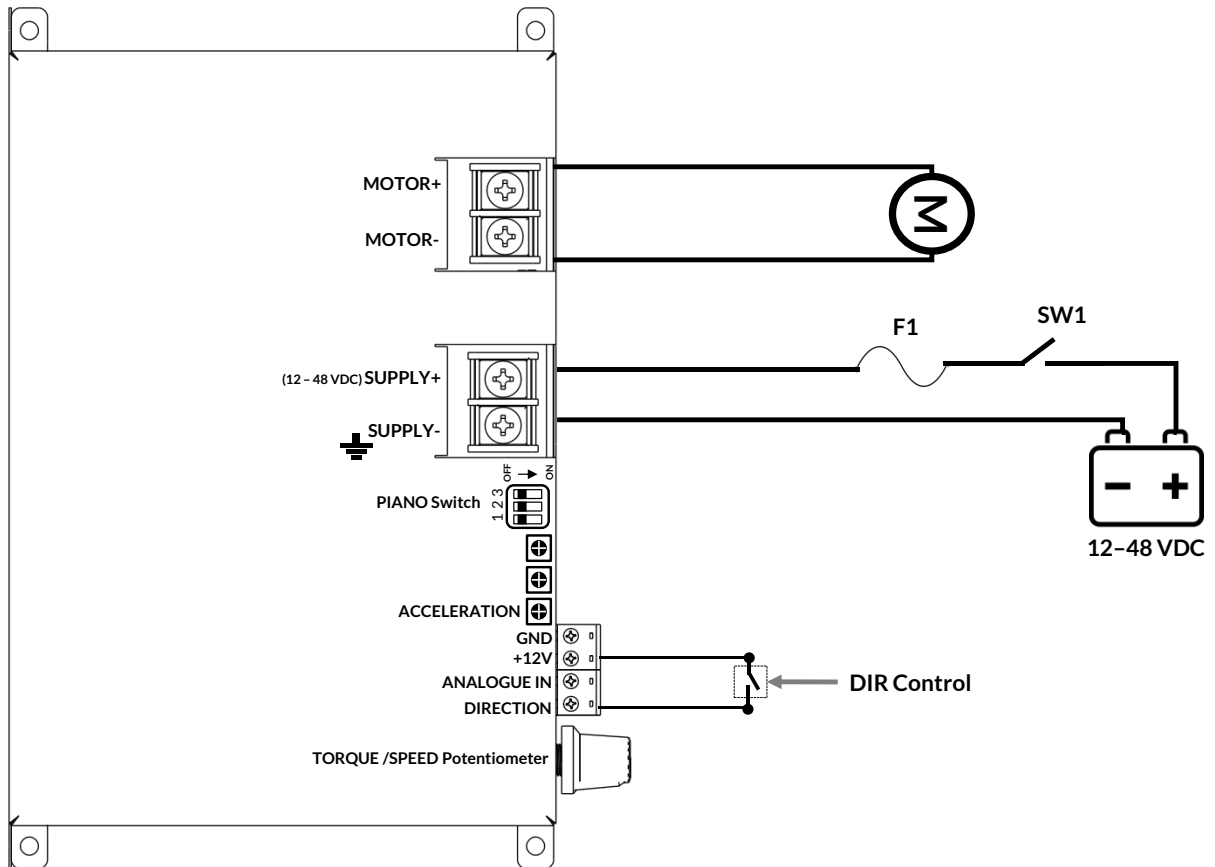 MOTOR+
MOTOR-
M
F1
SW1
(12 – 48 VDC) SUPPLY+
SUPPLY-
− +
12–48 VDC
OFF → ON
PIANO Switch
1 2 3
ACCELERATION
GND
+12V
ANALOGUE IN
DIRECTION
DIR Control
TORQUE /SPEED Potentiometer